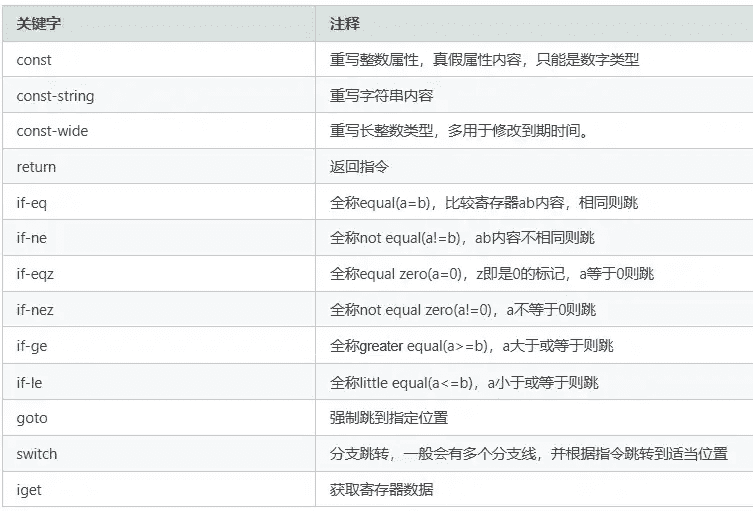 关键字 注释
const 重写整数属性，真假属性内容，只能是数字类型
const-string 重写字符串内容
const-wide 重写长整数类型，多用于修改到期时间。
return 返回指令
if-eq 全称equal(a=b)，比较寄存器ab内容，相同则跳
if-ne 全称not equal(a!=b)，ab内容不相同则跳
if-eqz 全称equal zero(a=0)，z即是0的标记，a等于0则跳
if-nez 全称not equal zero(a!=0)，a不等于0则跳
if-ge 全称greater equal(a>=b)，a大于或等于则跳
if-le 全称little equal(a<=b)，a小于或等于则跳
goto 强制跳到指定位置
switch 分支跳转，一般会有多个分支线，并根据指令跳转到适当位置
iget 获取寄存器数据